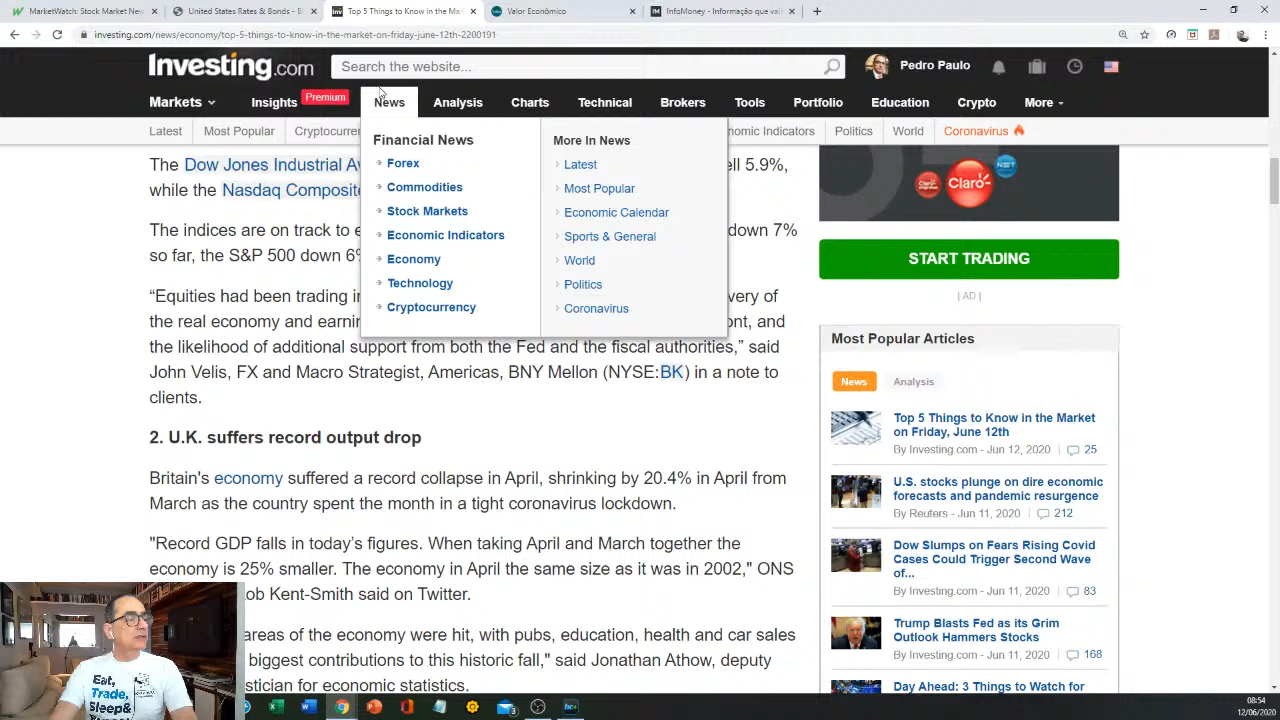 MarketWatch: Stock Market New
United States Rates & Bonds - Bl
Top 5 Things to Know in the Mar
Valor Econômico
InfoMoney - Informação que vale
investing.com/news/economy/top-5-things-to-know-in-the-market-on-friday-june-12th-2200191
Investing.com
Search the website...
Pedro Paulo
Markets
Insights
Premium
News
Analysis
Charts
Technical
Brokers
Tools
Portfolio
Education
Crypto
More
Latest
Most Popular
Cryptocurre
nomic Indicators
Politics
World
Coronavirus
Financial News
Forex
Commodities
Stock Markets
Economic Indicators
Economy
Technology
Cryptocurrency
More In News
Latest
Most Popular
Economic Calendar
Sports & General
World
Politics
Coronavirus
The Dow Jones Industrial Av ell 5.9%,
while the Nasdaq Composite
The indices are on track to e down 7%
so far, the S&P 500 down 6%
“Equities had been trading in very of
the real economy and earnin ont, and
the likelihood of additional support from both the Fed and the fiscal authorities,” said
John Velis, FX and Macro Strategist, Americas, BNY Mellon (NYSE:BK) in a note to
clients.
2. U.K. suffers record output drop
Britain's economy suffered a record collapse in April, shrinking by 20.4% in April from
March as the country spent the month in a tight coronavirus lockdown.
"Record GDP falls in today’s figures. When taking April and March together the
economy is 25% smaller. The economy in April the same size as it was in 2002," ONS
ob Kent-Smith said on Twitter.
areas of the economy were hit, with pubs, education, health and car sales
biggest contributions to this historic fall," said Jonathan Athow, deputy
stician for economic statistics.
Claro
NET
START TRADING
| AD |
Most Popular Articles
News
Analysis
Top 5 Things to Know in the Market
on Friday, June 12th
By Investing.com - Jun 12, 2020 | 25
U.S. stocks plunge on dire economic
forecasts and pandemic resurgence
By Reuters - Jun 11, 2020 | 212
Dow Slumps on Fears Rising Covid
Cases Could Trigger Second Wave
of...
By Investing.com - Jun 11, 2020 | 83
Trump Blasts Fed as its Grim
Outlook Hammers Stocks
By Investing.com - Jun 11, 2020 | 168
Day Ahead: 3 Things to Watch for
Eat,
Trade,
Sleep&
08:54
12/06/2020